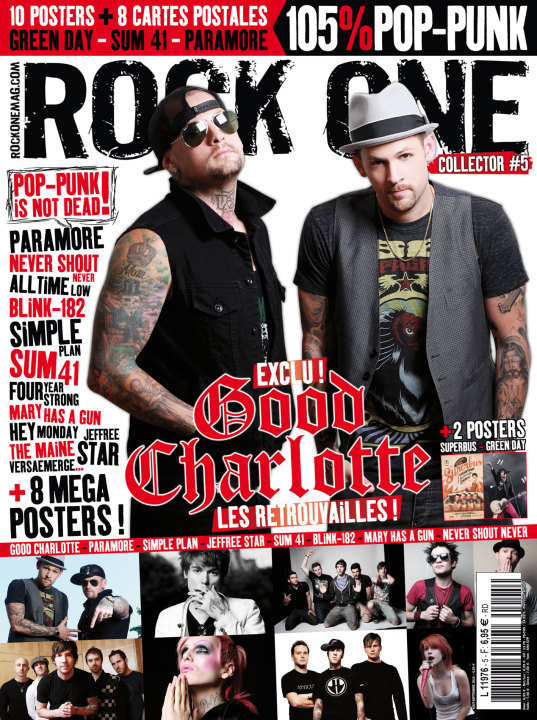 10 POSTERS + 8 CARTES POSTALES
GREEN DAY - SUM 41 - PARAMORE
105% POP-PUNK
ROCKONEMAG.COM
ROCK ONE
COLLECTOR #5
POP-PUNK
IS NOT DEAD!
PARAMORE
NEVER SHOUT NEVER
ALL TIME LOW
BLINK-182
SIMPLE PLAN
SUM 41
FOUR YEAR STRONG
MARY HAS A GUN
HEY MONDAY
JEFFREE STAR
THE MAINE
VERSAEMERGE...
+ 8 MEGA
POSTERS !
EXCLU !
Good
Charlotte
LES RETROUVAILLES !
+ 2 POSTERS
SUPERBUS - GREEN DAY
Superbus
GOOD CHARLOTTE - PARAMORE - SIMPLE PLAN - JEFFREE STAR - SUM 41 - BLINK-182 - MARY HAS A GUN - NEVER SHOUT NEVER
L 11976 - 5 - F: 6,95 € - RD